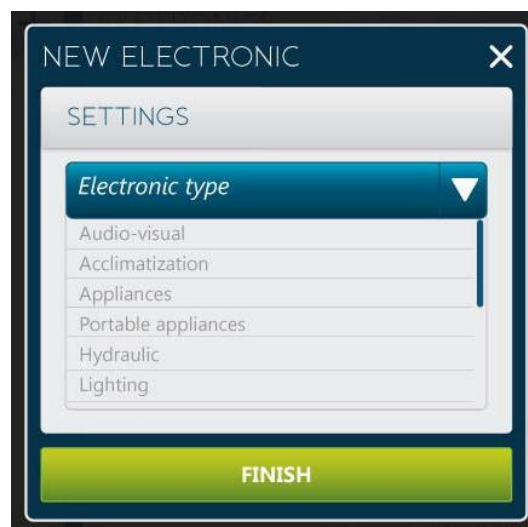 NEW ELECTRONIC
SETTINGS
Electronic type
Audio-visual
Acclimatization
Appliances
Portable appliances
Hydraulic
Lighting
FINISH